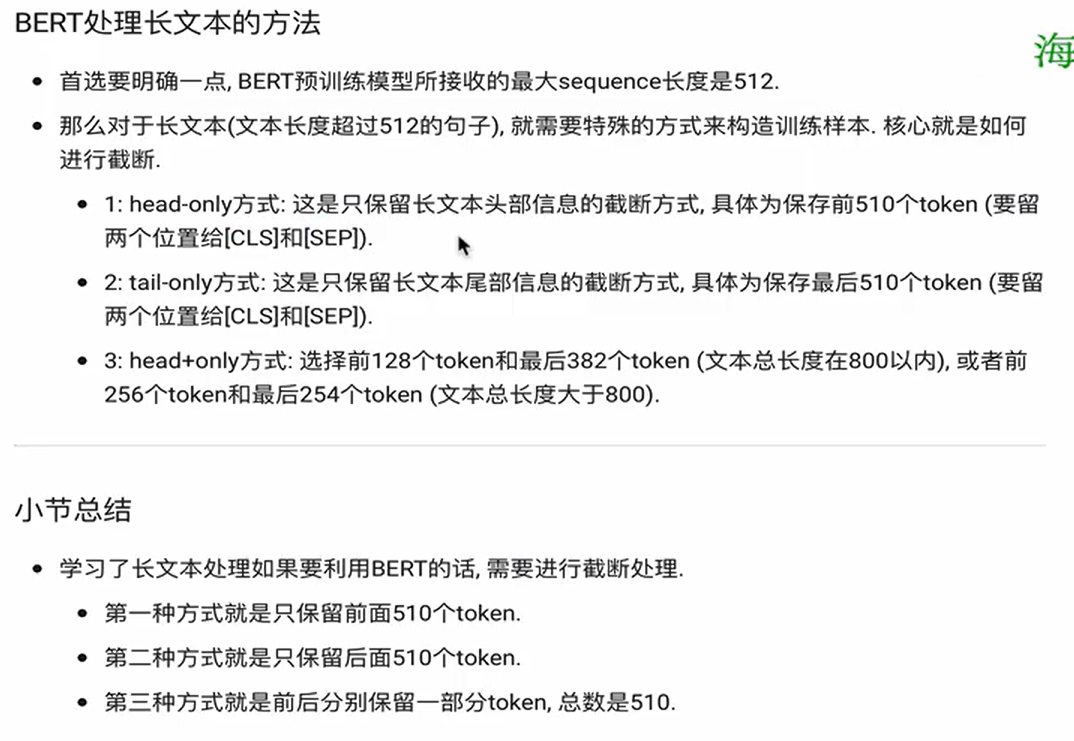 BERT处理长文本的方法
海
首选要明确一点, BERT预训练模型所接收的最大sequence长度是512.
那么对于长文本(文本长度超过512的句子), 就需要特殊的方式来构造训练样本. 核心就是如何
进行截断.
1: head-only方式: 这是只保留长文本头部信息的截断方式, 具体为保存前510个token (要留
两个位置给[CLS]和[SEP]).
2: tail-only方式: 这是只保留长文本尾部信息的截断方式, 具体为保存最后510个token (要留
两个位置给[CLS]和[SEP]).
3: head+only方式: 选择前128个token和最后382个token (文本总长度在800以内), 或者前
256个token和最后254个token (文本总长度大于800).
小节总结
学习了长文本处理如果要利用BERT的话, 需要进行截断处理.
第一种方式就是只保留前面510个token.
第二种方式就是只保留后面510个token.
第三种方式就是前后分别保留一部分token, 总数是510.